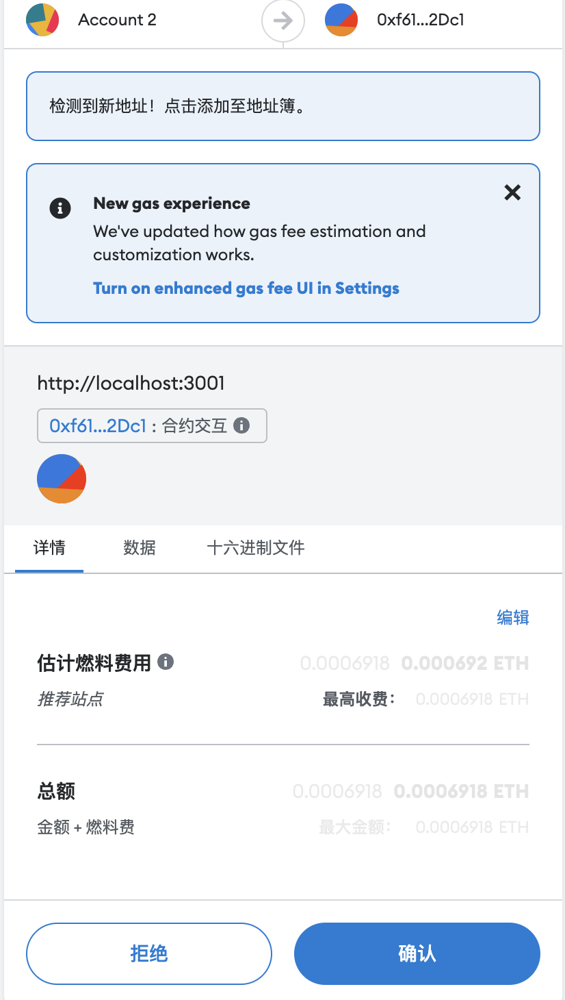 Account 2
0xf61...2Dc1
检测到新地址！点击添加至地址簿。
New gas experience
We've updated how gas fee estimation and
customization works.
Turn on enhanced gas fee UI in Settings
http://localhost:3001
0xf61...2Dc1 : 合约交互
详情 数据 十六进制文件
编辑
估计燃料费用 0.0006918 0.000692 ETH
推荐站点 最高收费： 0.0006918 ETH
总额 0.0006918 0.0006918 ETH
金额 + 燃料费 最大金额： 0.0006918 ETH
拒绝 确认